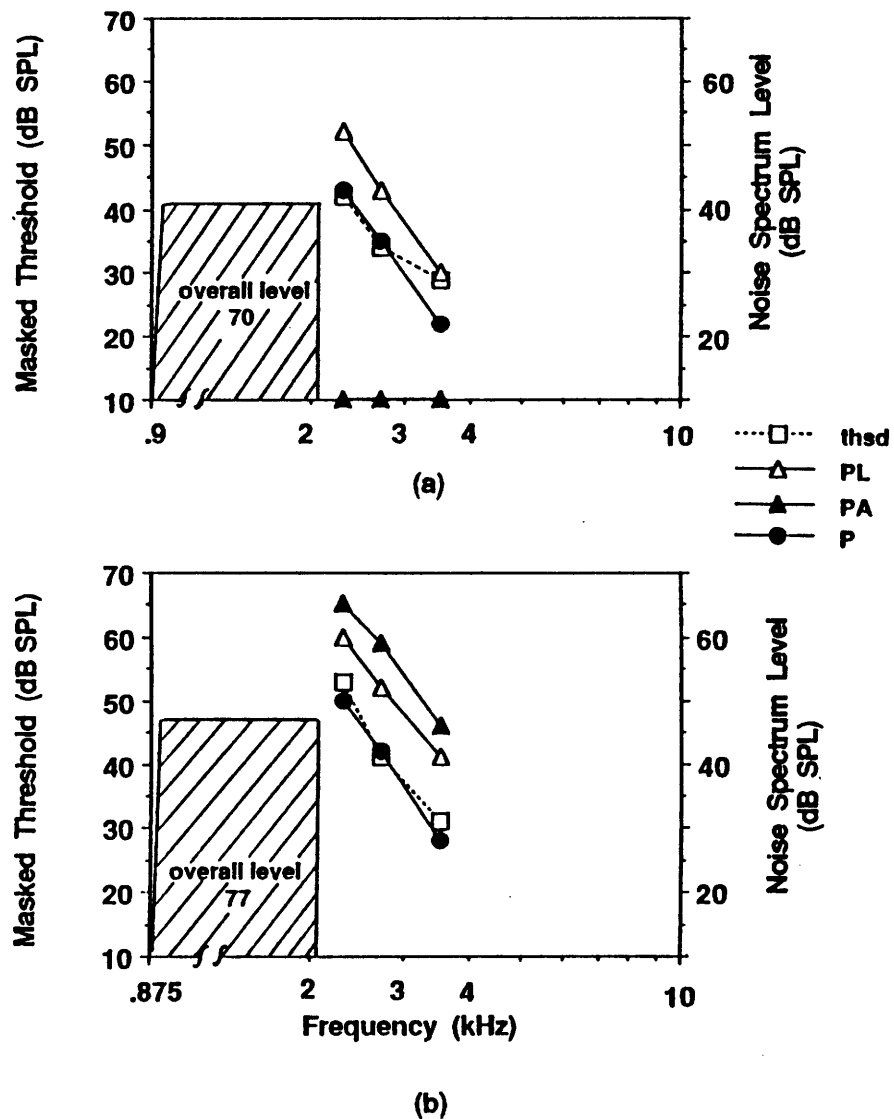 Masked Threshold (dB SPL)
70
60
50
40
30
20
10
overall level
70
60
40
20
Noise Spectrum Level
(dB SPL)
.9
2
3
4
10
(a)
thsd
PL
PA
P
Masked Threshold (dB SPL)
70
60
50
40
30
20
10
overall level
77
60
40
20
Noise Spectrum Level
(dB SPL)
.875
2
3
4
10
Frequency (kHz)
(b)